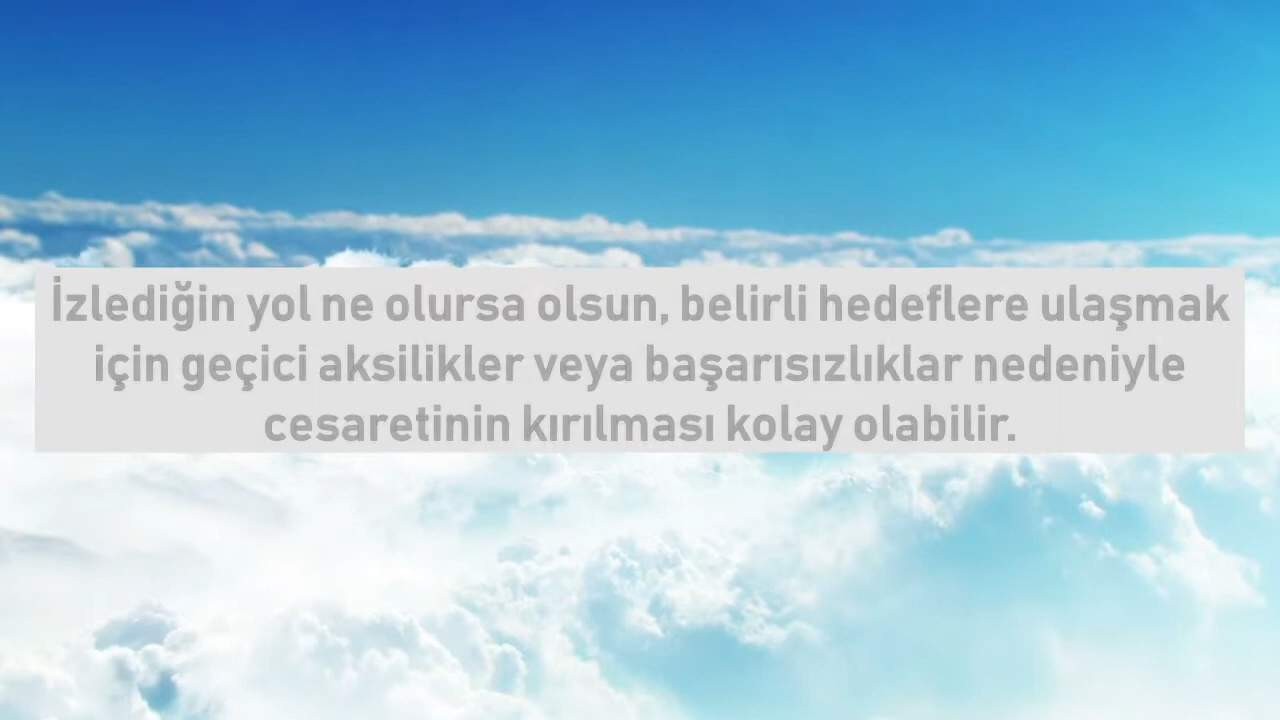 İzlediğin yol ne olursa olsun, belirli hedeflere ulaşmak
için geçici aksilikler veya başarısızlıklar nedeniyle
cesaretinin kırılması kolay olabilir.